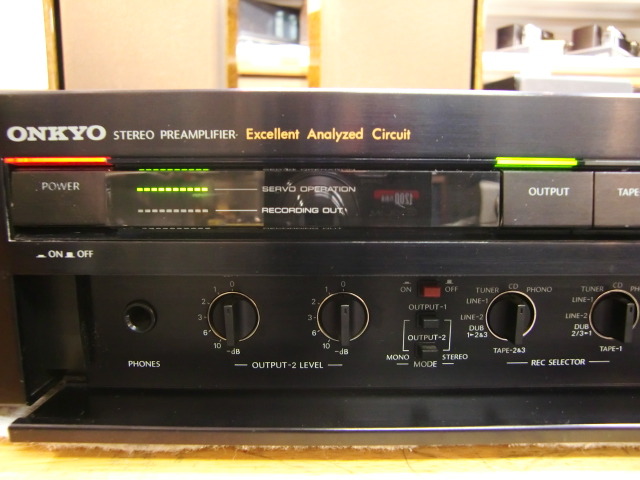 ONKYO STEREO PREAMPLIFIER Excellent Analyzed Circuit
POWER
SERVO OPERATION
RECORDING OUT
OUTPUT
TAPE-
ON OFF
PHONES
0
1
2
3
6
10
-dB
0
1
2
3
6
10
-dB
OUTPUT-2 LEVEL
ON OFF
OUTPUT-1
OUTPUT-2
MONO STEREO
MODE
CD
TUNER PHONO
LINE-1
LINE-2
DUB
1►2&3
TAPE-2&3
REC SELECTOR
CD
TUNER PH
LINE-1
LINE-2
DUB
2/3►1
TAPE-1